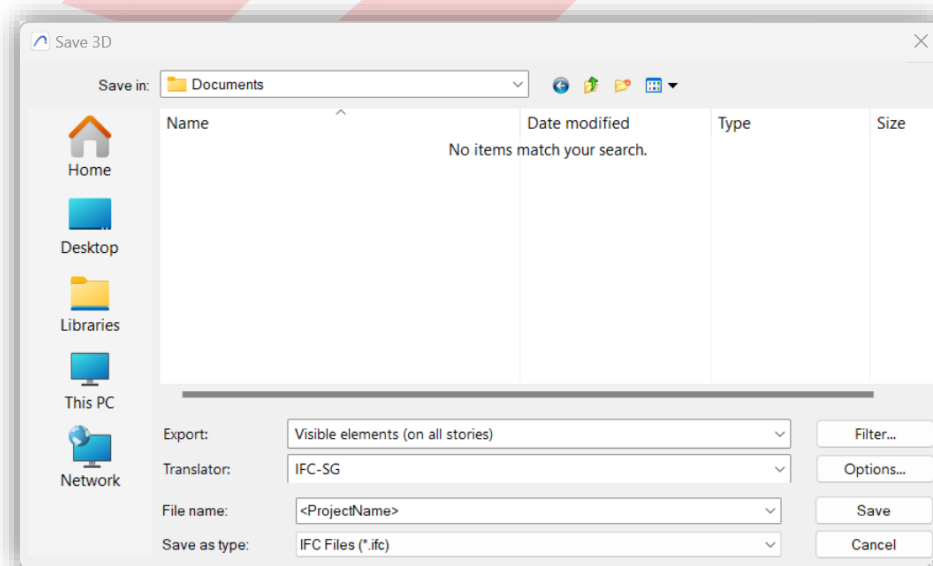 Save 3D
Save in: Documents
Name Date modified Type Size
No items match your search.
Home
Desktop
Libraries
This PC
Network
Export: Visible elements (on all stories) Filter...
Translator: IFC-SG Options...
File name: <ProjectName> Save
Save as type: IFC Files (*.ifc) Cancel